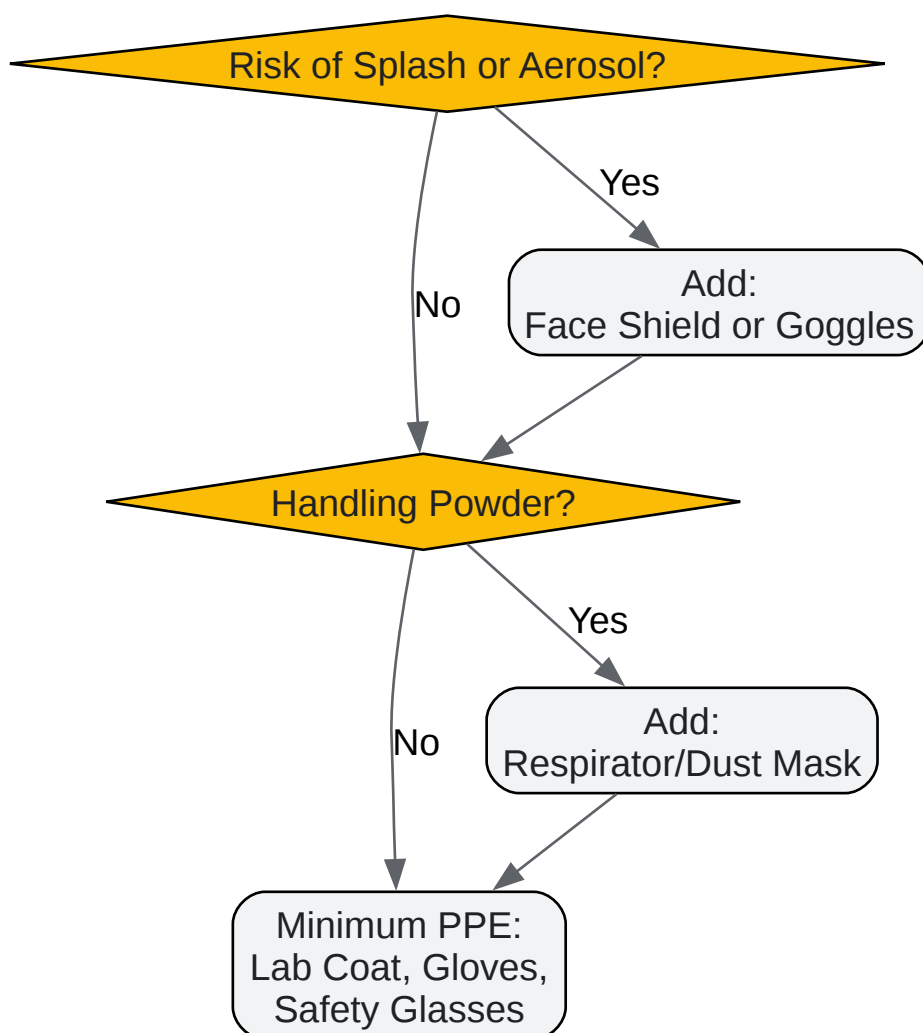 Risk of Splash or Aerosol?
Yes
Add:
Face Shield or Goggles
No
Handling Powder?
Yes
Add:
Respirator/Dust Mask
No
Minimum PPE:
Lab Coat, Gloves,
Safety Glasses